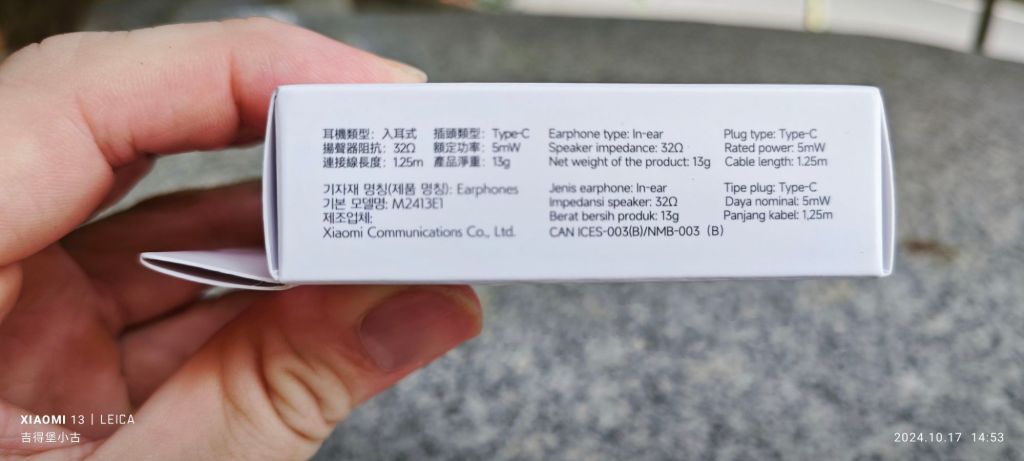 耳機類型：入耳式 插頭類型：Type-C
揚聲器阻抗：32Ω 額定功率：5mW
連接線長度：1.25m 產品淨重：13g
기자재 명칭(제품 명칭): Earphones
기본 모델명: M2413E1
제조업체:
Xiaomi Communications Co., Ltd.
Earphone type: In-ear Plug type: Type-C
Speaker impedance: 32Ω Rated power: 5mW
Net weight of the product: 13g Cable length: 1.25m
Jenis earphone: In-ear Tipe plug: Type-C
Impedansi speaker: 32Ω Daya nominal: 5mW
Berat bersih produk: 13g Panjang kabel: 1,25m
CAN ICES-003(B)/NMB-003（B）
XIAOMI 13 | LEICA
吉得堡小古
2024.10.17 14:53